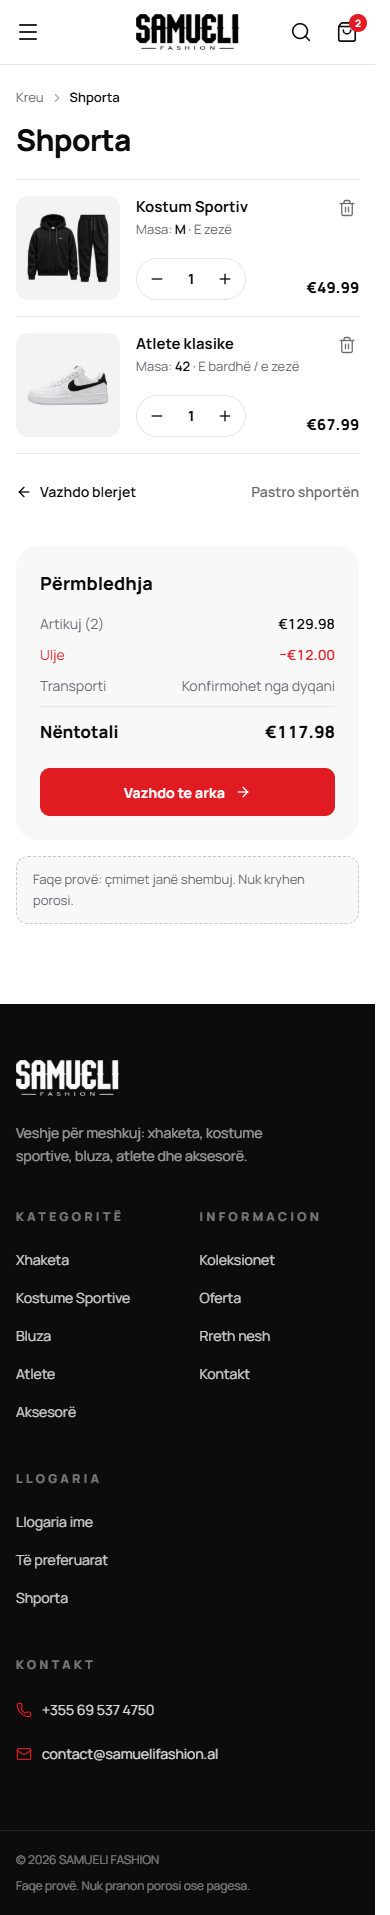 SAMUELI
FASHION
2
Kreu > Shporta
Shporta
Kostum Sportiv
Masa: M · E zezë
− 1 +
€49.99
Atlete klasike
Masa: 42 · E bardhë / e zezë
− 1 +
€67.99
← Vazhdo blerjet
Pastro shportën
Përmbledhja
Artikuj (2) €129.98
Ulje −€12.00
Transporti Konfirmohet nga dyqani
Nëntotali €117.98
Vazhdo te arka →
Faqe provë: çmimet janë shembuj. Nuk kryhen
porosi.
SAMUELI
FASHION
Veshje për meshkuj: xhaketa, kostume
sportive, bluza, atlete dhe aksesorë.
KATEGORITË
Xhaketa
Kostume Sportive
Bluza
Atlete
Aksesorë
INFORMACION
Koleksionet
Oferta
Rreth nesh
Kontakt
LLOGARIA
Llogaria ime
Të preferuarat
Shporta
KONTAKT
+355 69 537 4750
contact@samuelifashion.al
© 2026 SAMUELI FASHION
Faqe provë. Nuk pranon porosi ose pagesa.